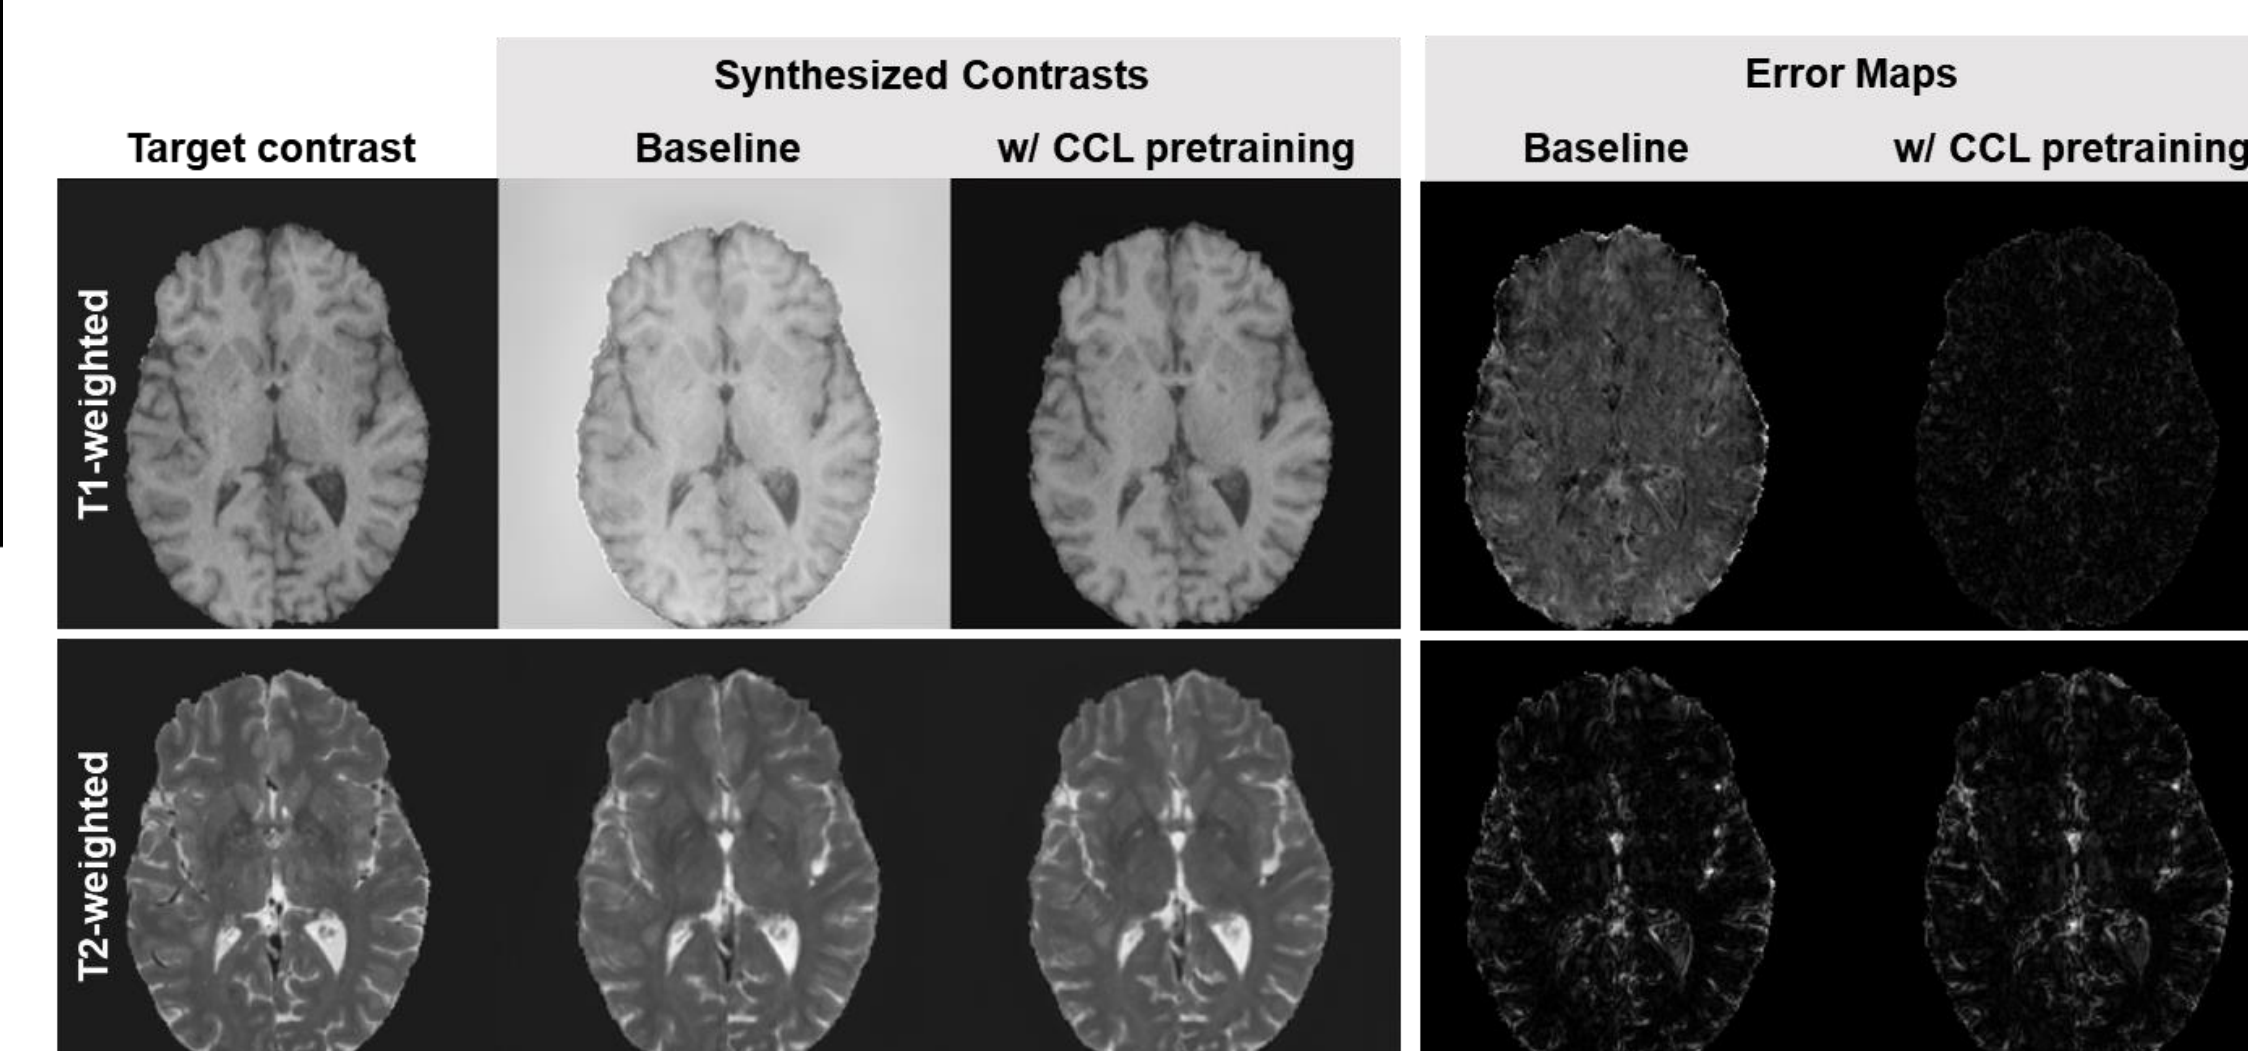 Synthesized Contrasts
Error Maps
Target contrast
Baseline
w/ CCL pretraining
Baseline
w/ CCL pretraining
T1-weighted
T2-weighted